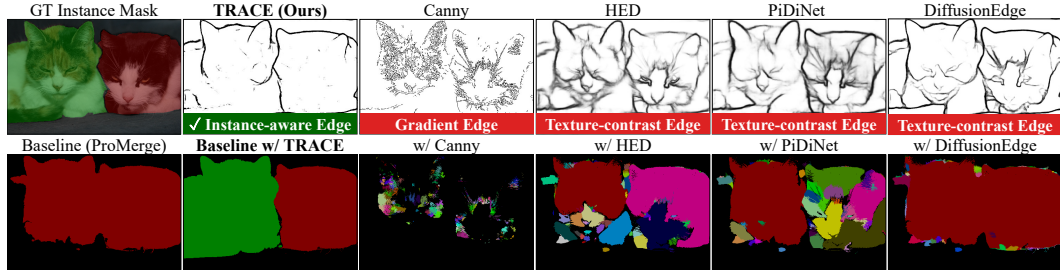 GT Instance Mask
TRACE (Ours)
Canny
HED
PiDiNet
DiffusionEdge
✓ Instance-aware Edge
Gradient Edge
Texture-contrast Edge
Texture-contrast Edge
Texture-contrast Edge
Baseline (ProMerge)
Baseline w/ TRACE
w/ Canny
w/ HED
w/ PiDiNet
w/ DiffusionEdge